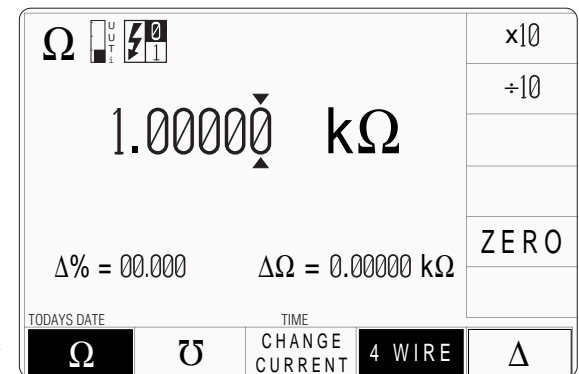 Ω U U T i 0 1
x10
÷10
1.00000 kΩ
ZERO
Δ% = 00.000 ΔΩ = 0.00000 kΩ
TODAYS DATE TIME
Ω ℧ CHANGE CURRENT 4 WIRE Δ